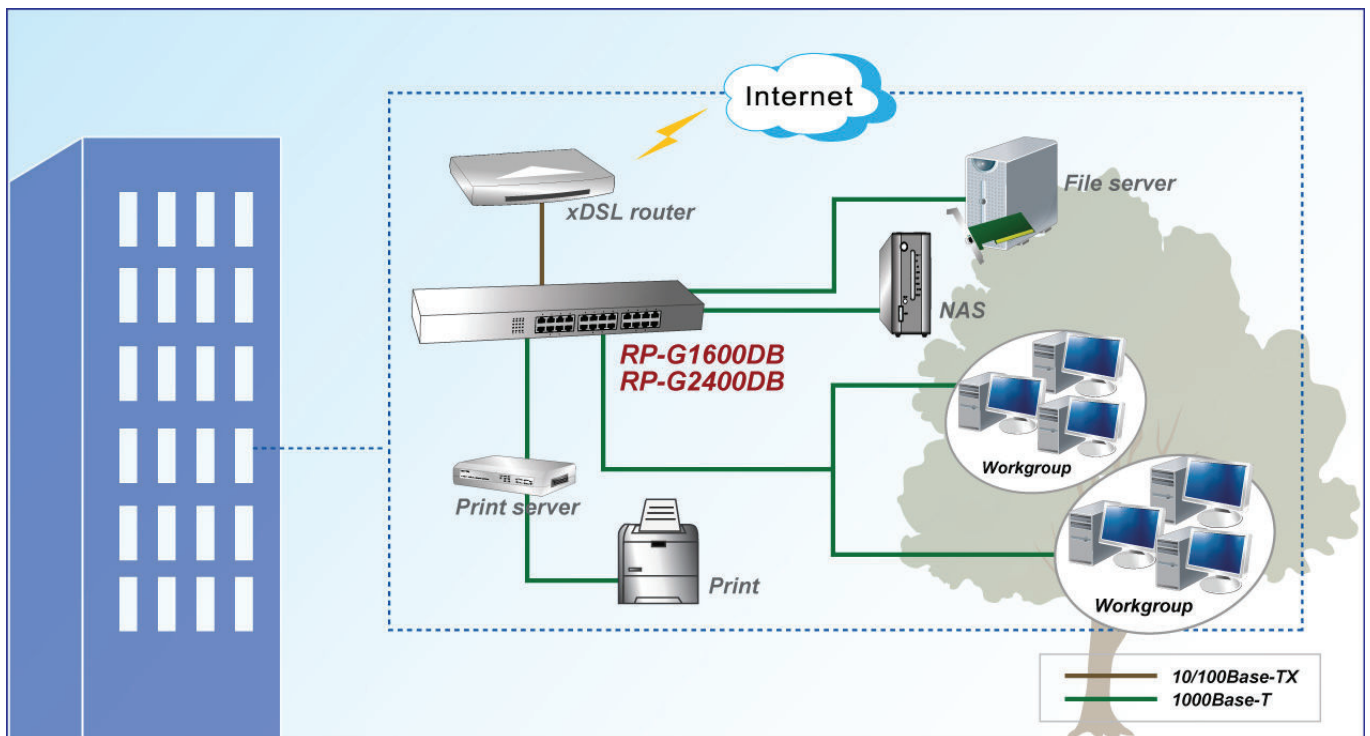 Internet
xDSL router
File server
NAS
RP-G1600DB
RP-G2400DB
Print server
Print
Workgroup
Workgroup
10/100Base-TX
1000Base-T